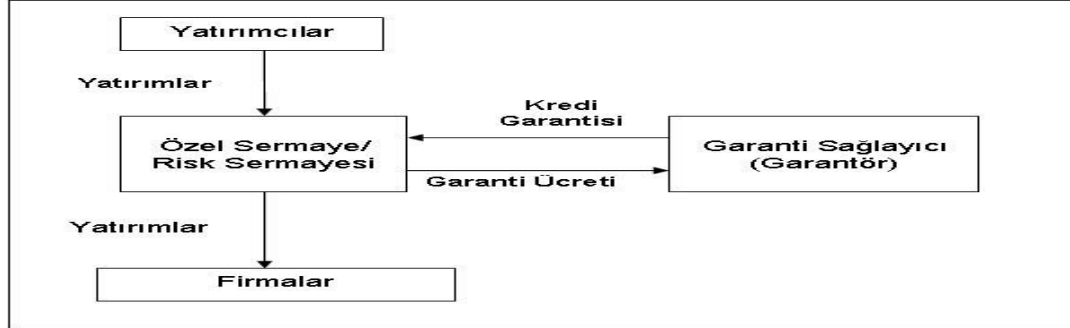 Yatırımcılar
Yatırımlar
Kredi
Garantisi
Özel Sermaye/
Risk Sermayesi
Garanti Sağlayıcı
(Garantör)
Garanti Ücreti
Yatırımlar
Firmalar